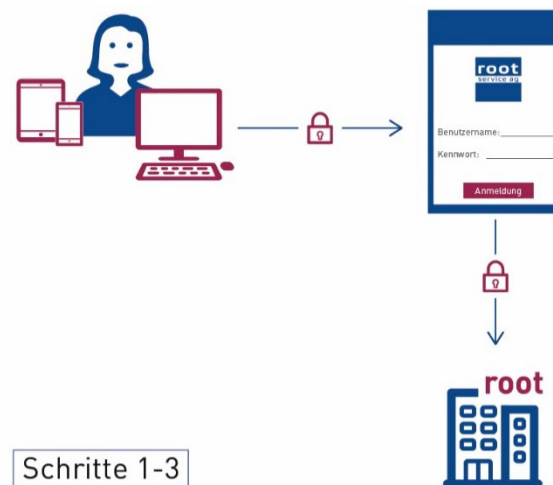 root
service ag
Benutzername:
Kennwort:
Anmeldung
root
Schritte 1-3